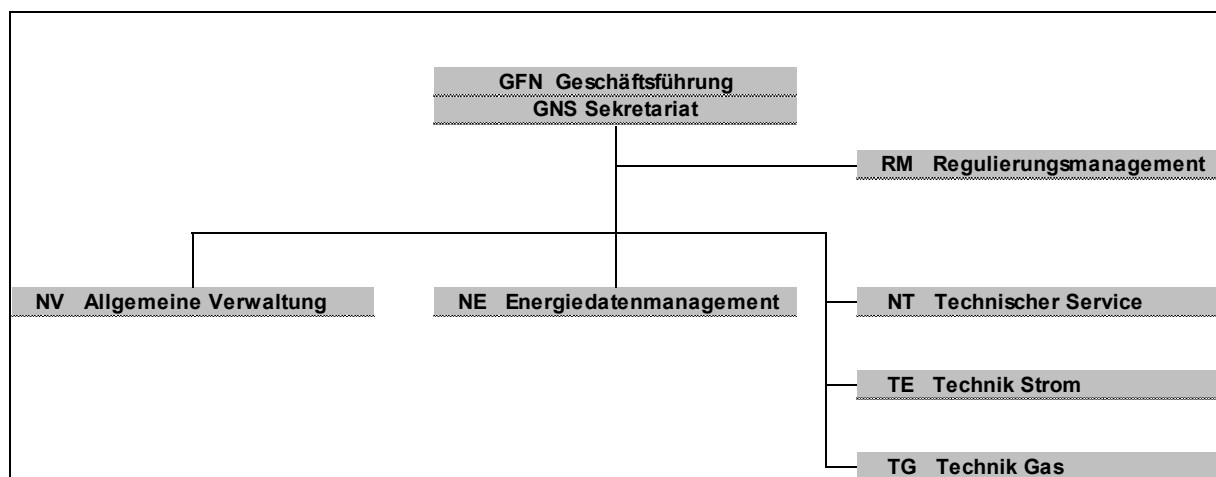 GFN Geschäftsführung
GNS Sekretariat
RM Regulierungsmanagement
NV Allgemeine Verwaltung
NE Energiedatenmanagement
NT Technischer Service
TE Technik Strom
TG Technik Gas